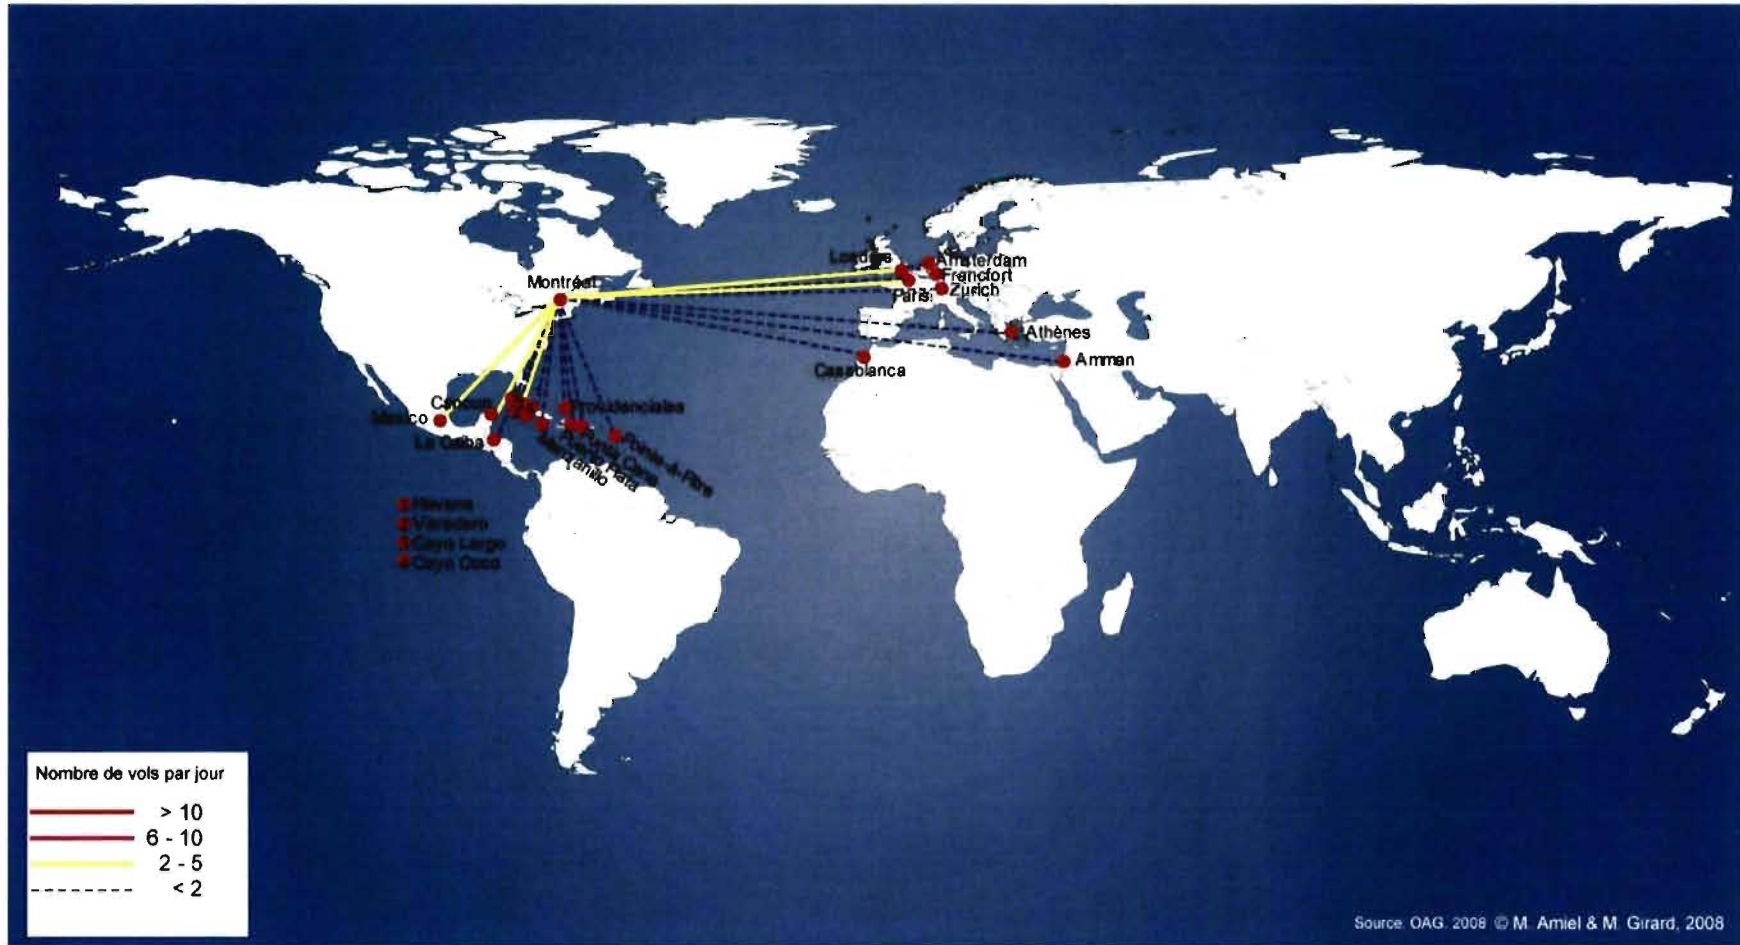 Londres
Amsterdam
Francfort
Paris
Zurich
Montréal
Athènes
Casablanca
Amman
Cancun
Mexico
La Ceiba
Providenciales
Pointe-à-Pitre
Punta Cana
Puerto Plata
Manzanillo
Havana
Varadero
Cayo Largo
Cayo Coco
Nombre de vols par jour
> 10
6 - 10
2 - 5
< 2
Source: OAG, 2008 © M. Amiel & M. Girard, 2008